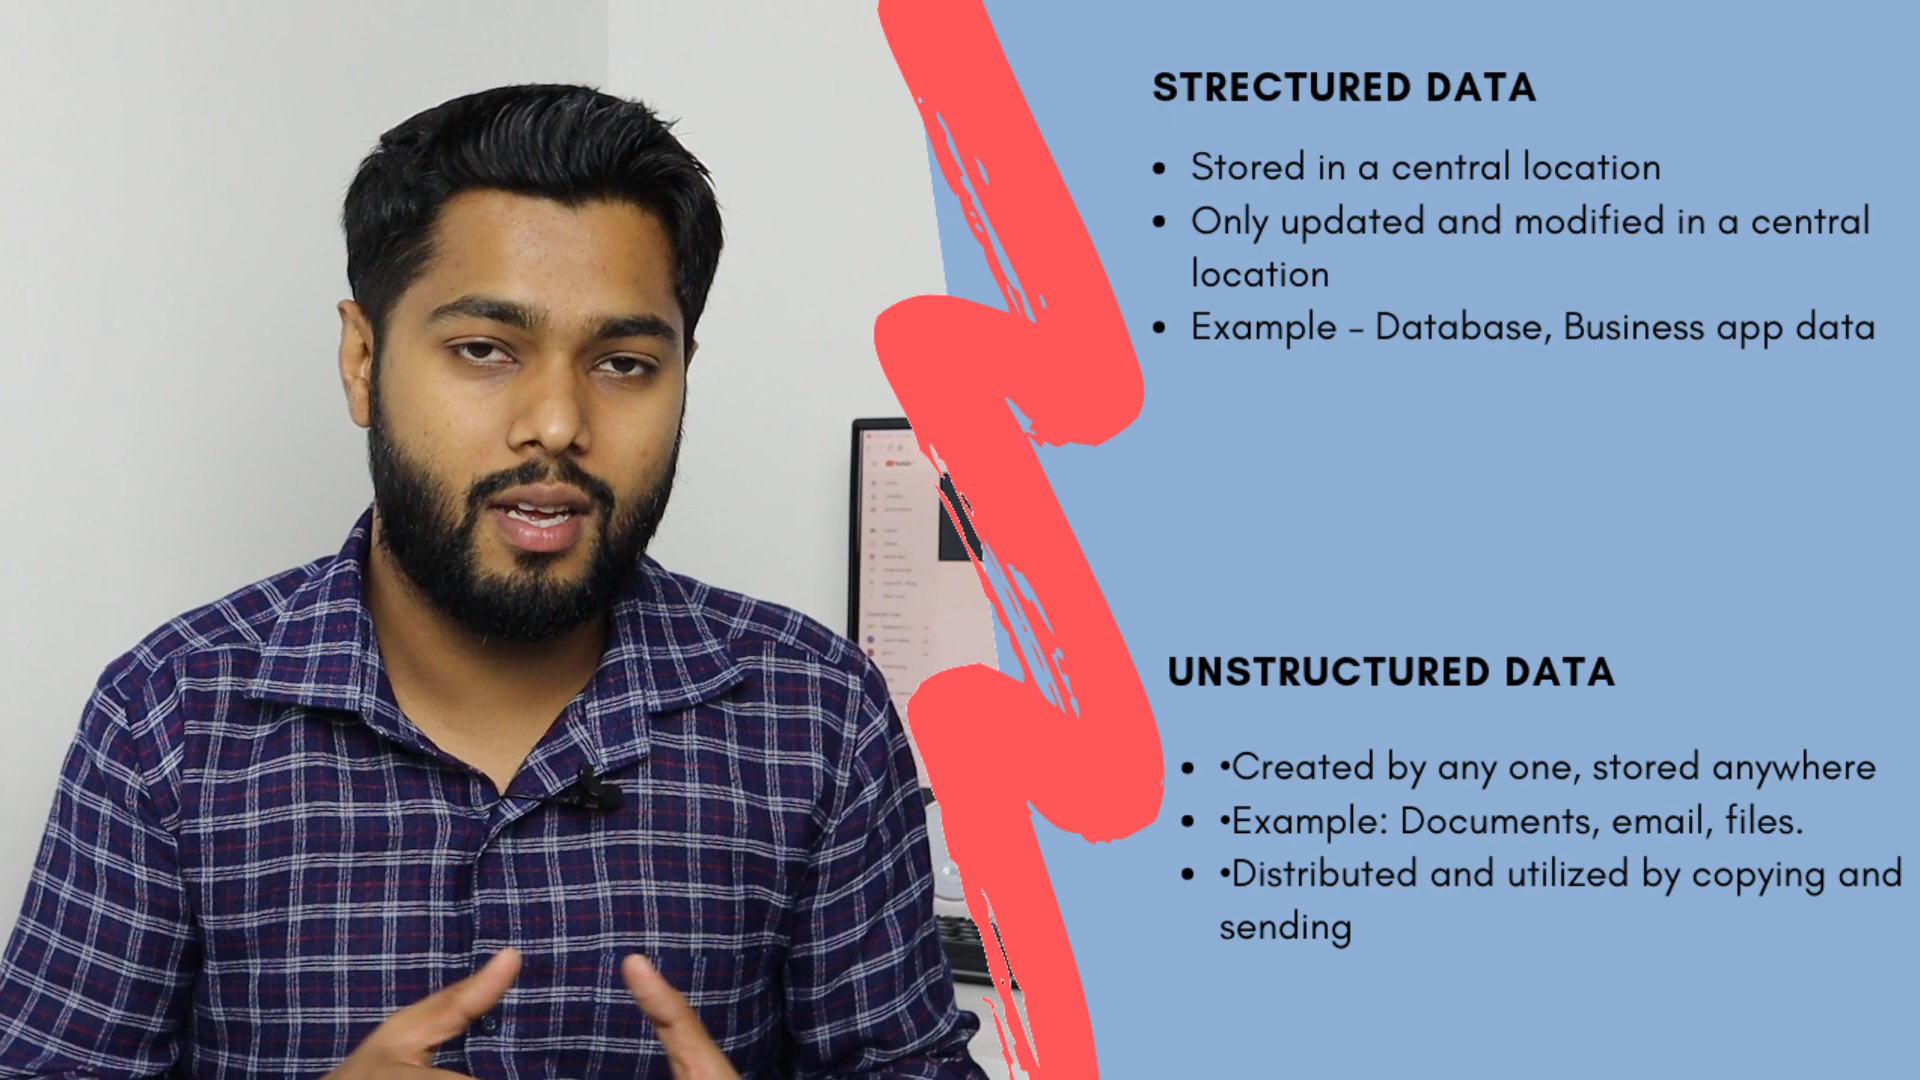 STRECTURED DATA
• Stored in a central location
• Only updated and modified in a central
location
• Example - Database, Business app data
UNSTRUCTURED DATA
• •Created by any one, stored anywhere
• •Example: Documents, email, files.
• •Distributed and utilized by copying and
sending